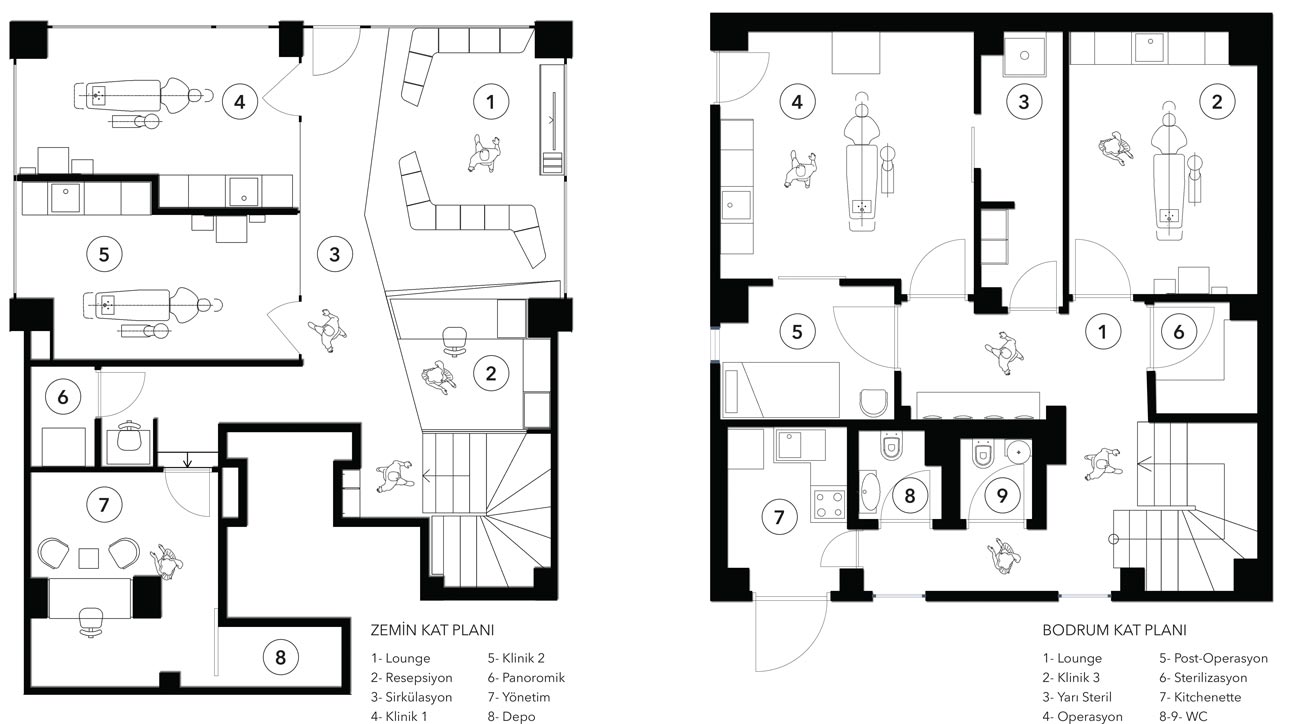 4
1
5
3
2
6
7
8
ZEMİN KAT PLANI
1- Lounge
2- Resepsiyon
3- Sirkülasyon
4- Klinik 1
5- Klinik 2
6- Panoromik
7- Yönetim
8- Depo
4
3
2
5
1
6
7
8
9
BODRUM KAT PLANI
1- Lounge
2- Klinik 3
3- Yarı Steril
4- Operasyon
5- Post-Operasyon
6- Sterilizasyon
7- Kitchenette
8-9- WC